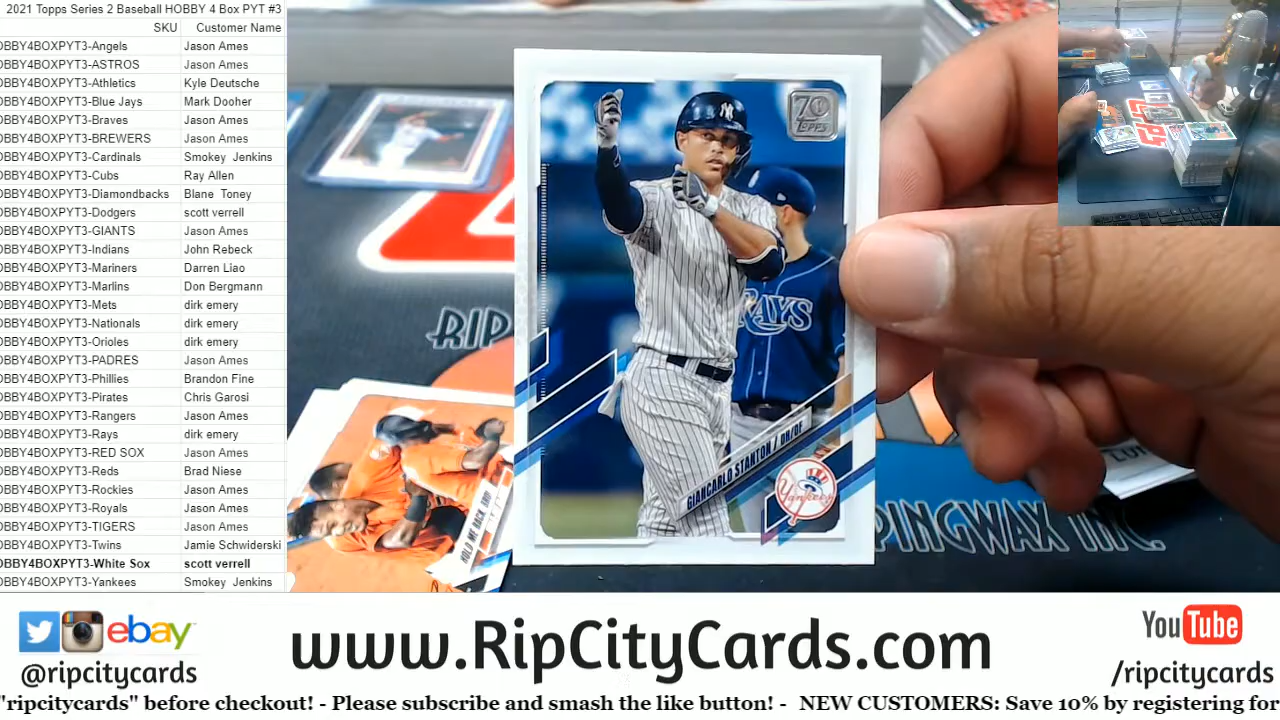 2021 Topps Series 2 Baseball HOBBY 4 Box PYT #3
SKU Customer Name
OBBY4BOXPYT3-Angels Jason Ames
OBBY4BOXPYT3-ASTROS Jason Ames
OBBY4BOXPYT3-Athletics Kyle Deutsche
OBBY4BOXPYT3-Blue Jays Mark Dooher
OBBY4BOXPYT3-Braves Jason Ames
OBBY4BOXPYT3-BREWERS Jason Ames
OBBY4BOXPYT3-Cardinals Smokey Jenkins
OBBY4BOXPYT3-Cubs Ray Allen
OBBY4BOXPYT3-Diamondbacks Blane Toney
OBBY4BOXPYT3-Dodgers scott verrell
OBBY4BOXPYT3-GIANTS Jason Ames
OBBY4BOXPYT3-Indians John Rebeck
OBBY4BOXPYT3-Mariners Darren Liao
OBBY4BOXPYT3-Marlins Don Bergmann
OBBY4BOXPYT3-Mets dirk emery
OBBY4BOXPYT3-Nationals dirk emery
OBBY4BOXPYT3-Orioles dirk emery
OBBY4BOXPYT3-PADRES Jason Ames
OBBY4BOXPYT3-Phillies Brandon Fine
OBBY4BOXPYT3-Pirates Chris Garosi
OBBY4BOXPYT3-Rangers Jason Ames
OBBY4BOXPYT3-Rays dirk emery
OBBY4BOXPYT3-RED SOX Jason Ames
OBBY4BOXPYT3-Reds Brad Niese
OBBY4BOXPYT3-Rockies Jason Ames
OBBY4BOXPYT3-Royals Jason Ames
OBBY4BOXPYT3-TIGERS Jason Ames
OBBY4BOXPYT3-Twins Jamie Schwiderski
OBBY4BOXPYT3-White Sox scott verrell
OBBY4BOXPYT3-Yankees Smokey Jenkins
70
TOPPS
NY
RAYS
GIANCARLO STANTON / DH/OF
Yankees
RIP
PINGWAX INC.
HOLD ME BACK, BRO!
ebay
@ripcitycards
www.RipCityCards.com
YouTube
/ripcitycards
"ripcitycards" before checkout! - Please subscribe and smash the like button! - NEW CUSTOMERS: Save 10% by registering for